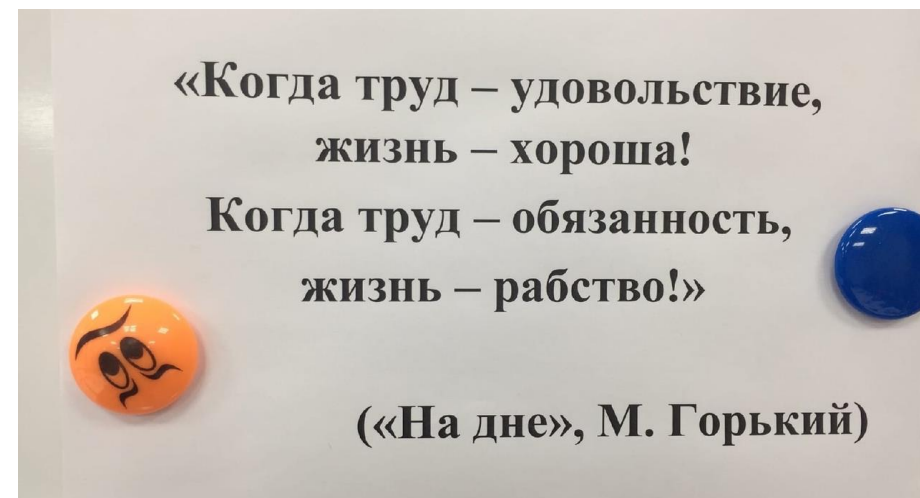 «Когда труд – удовольствие,
жизнь – хороша!
Когда труд – обязанность,
жизнь – рабство!»
(«На дне», М. Горький)